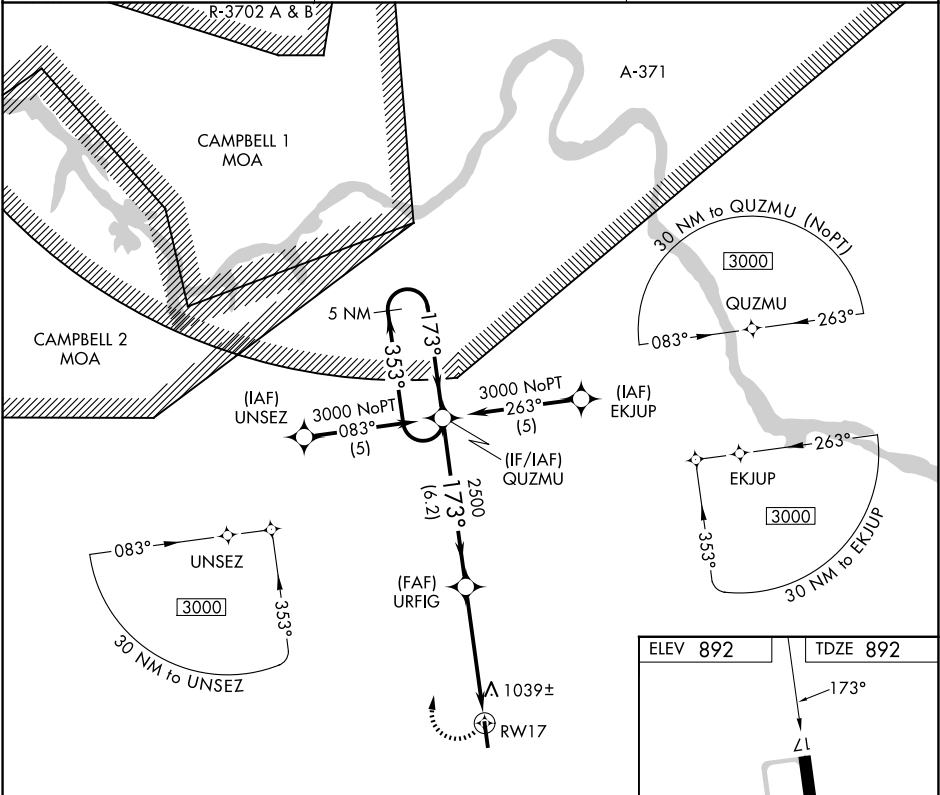 R-3702 A & B
A-371
CAMPBELL 1
MOA
30 NM to QUZMU (NoPT)
3000
QUZMU
083°
263°
5 NM
173°
353°
CAMPBELL 2
MOA
(IAF)
UNSEZ
3000 NoPT
083°
(5)
3000 NoPT
263°
(5)
(IAF)
EKJUP
(IF/IAF)
QUZMU
263°
EKJUP
3000
353°
30 NM to EKJUP
2500
173°
(6.2)
083°
UNSEZ
3000
353°
30 NM to UNSEZ
(FAF)
URFIG
1039±
RW17
ELEV 892
TDZE 892
173°
17